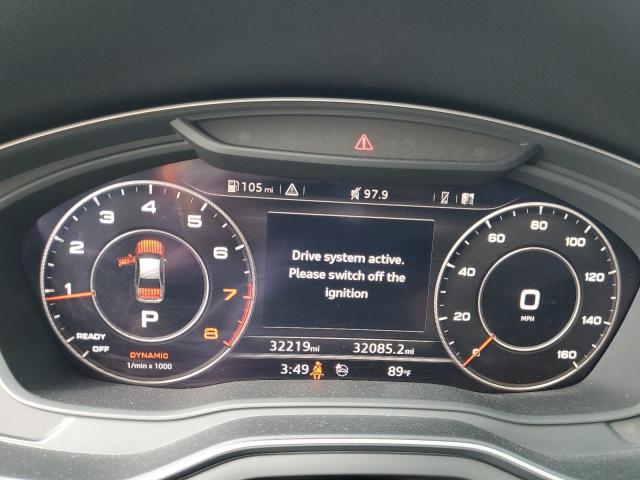 105 mi 97.9
1 2 3 4 5 6 7 8
READY
OFF
P
DYNAMIC
1/min x 1000
Drive system active.
Please switch off the
ignition
32219mi 32085.2mi
3:49 89°F
0 20 40 60 80 100 120 140 160
0
MPH